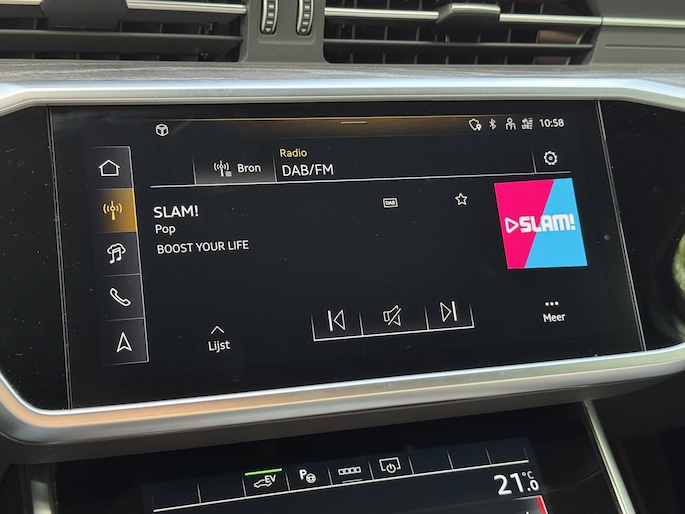 10:58
Radio
Bron
DAB/FM
SLAM!
DAB
Pop
BOOST YOUR LIFE
SLAM!
Lijst
Meer
EV
P
21.0 °C